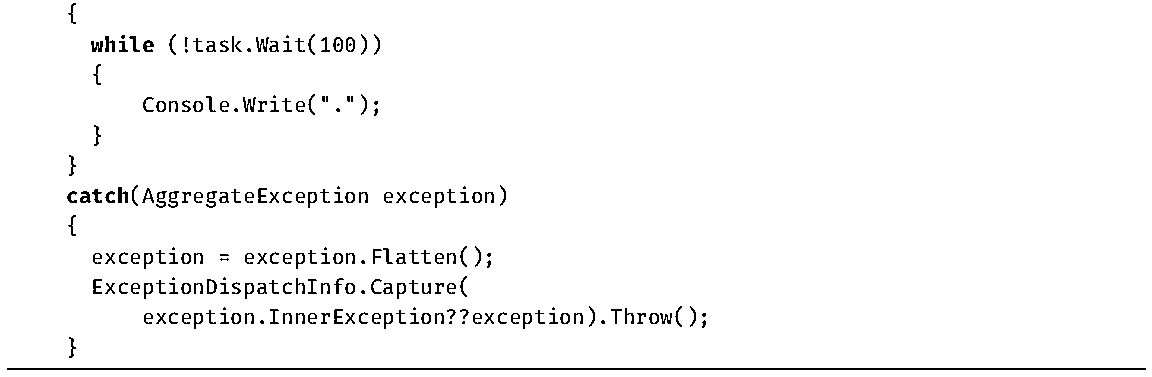 {
while (!task.Wait(100))
{
Console.Write(".");
}
}
catch(AggregateException exception)
{
exception = exception.Flatten();
ExceptionDispatchInfo.Capture(
exception.InnerException??exception).Throw();
}